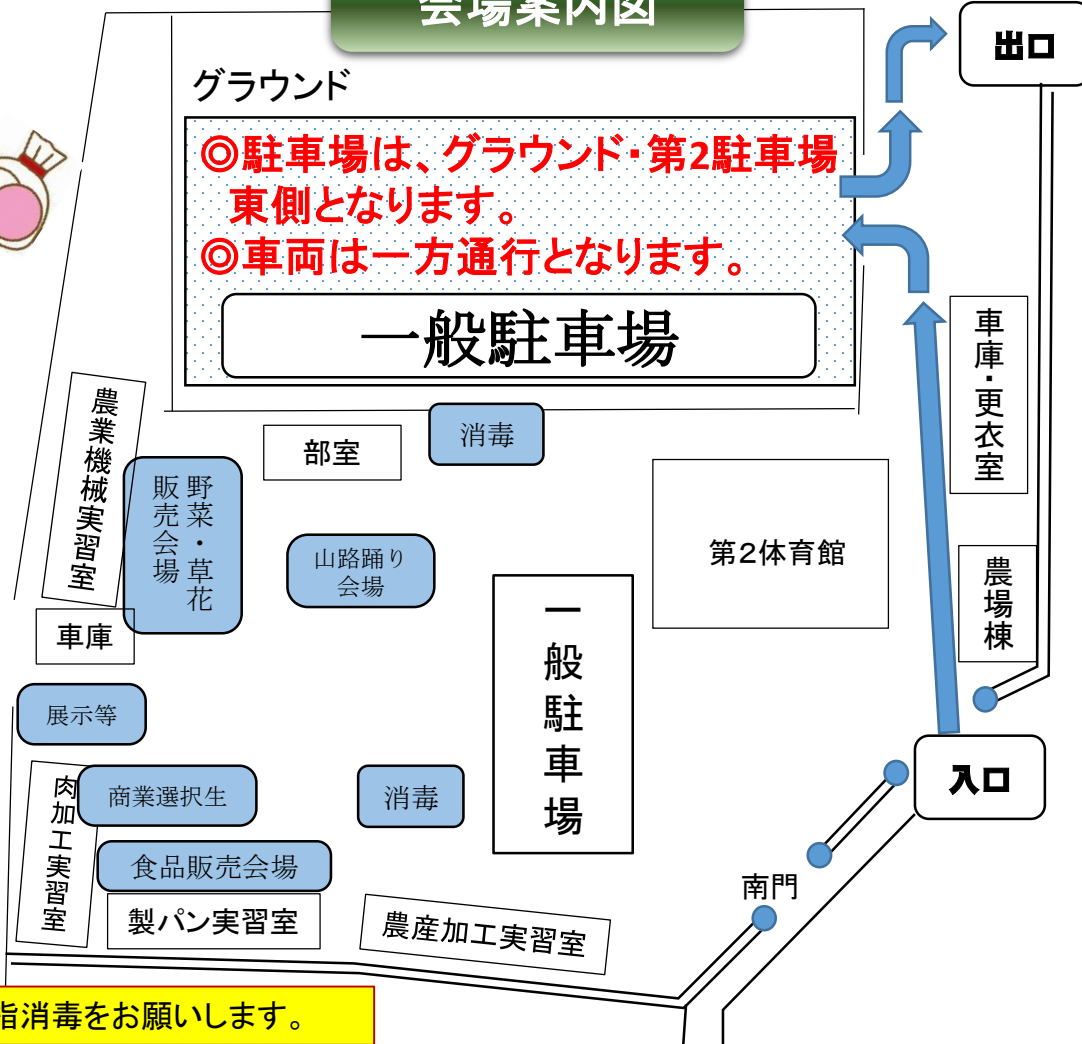 会場案内図
出口
グラウンド
◎駐車場は、グラウンド・第2駐車場
東側となります。
◎車両は一方通行となります。
一般駐車場
車庫・更衣室
農業機械実習室
部室
消毒
野菜・草花
販売会場
山路踊り
会場
第2体育館
一般駐車場
農場棟
車庫
展示等
入口
肉加工実習室
商業選択生
消毒
食品販売会場
南門
製パン実習室
農産加工実習室
指消毒をお願いします。